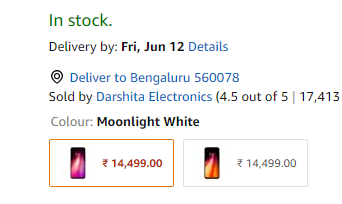 In stock.
Delivery by: Fri, Jun 12 Details
Deliver to Bengaluru 560078
Sold by Darshita Electronics (4.5 out of 5 | 17,413
Colour: Moonlight White
₹ 14,499.00 ₹ 14,499.00